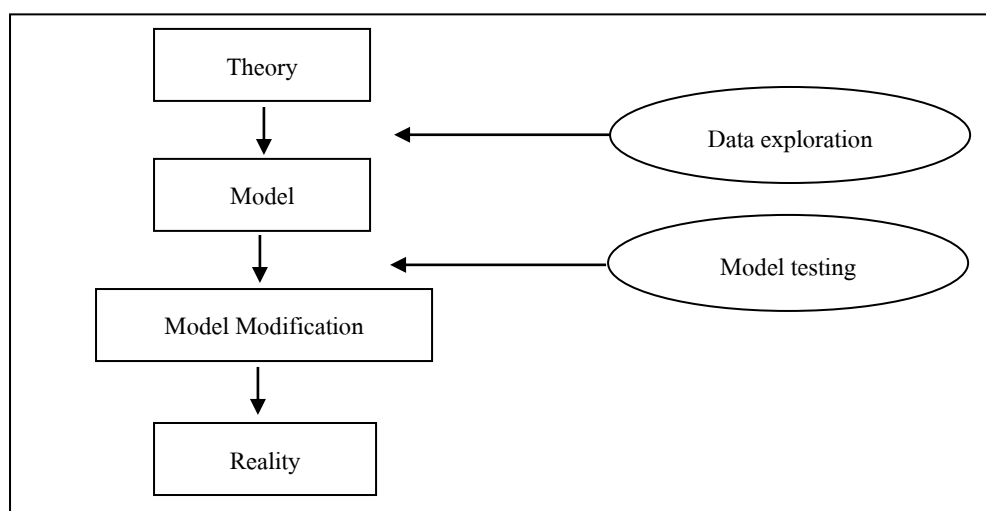 Theory
Data exploration
Model
Model testing
Model Modification
Reality